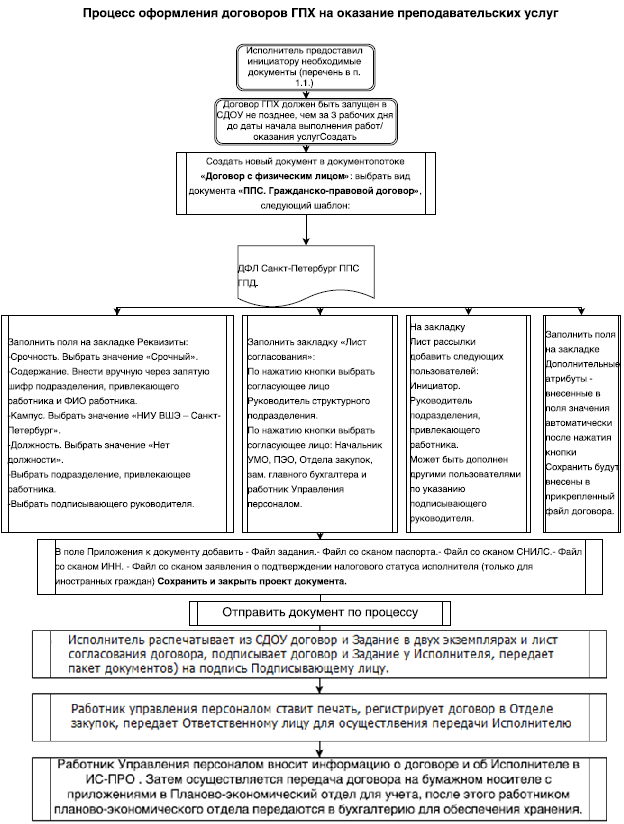 Процесс оформления договоров ГПХ на оказание преподавательских услуг
Исполнитель предоставил
инициатору необходимые
документы (перечень в п.
1.1.)
Договор ГПХ должен быть запущен в
СДОУ не позднее, чем за 3 рабочих дня
до даты начала выполнения работ/
оказания услугСоздать
Создать новый документ в документопотоке
«Договор с физическим лицом»: выбрать вид
документа «ППС. Гражданско-правовой договор»,
следующий шаблон:
ДФЛ Санкт-Петербург ППС
ГПД.
Заполнить поля на закладке Реквизиты:
-Срочность. Выбрать значение «Срочный».
-Содержание. Внести вручную через запятую
шифр подразделения, привлекающего
работника и ФИО работника.
-Кампус. Выбрать значение «НИУ ВШЭ – Санкт-
Петербург».
-Должность. Выбрать значение «Нет
должности».
-Выбрать подразделение, привлекающее
работника.
-Выбрать подписывающего руководителя.
Заполнить закладку «Лист
согласования»:
По нажатию кнопки выбрать
согласующее лицо
Руководитель структурного
подразделения.
По нажатию кнопки выбрать
согласующее лицо: Начальник
УМО, ПЭО, Отдела закупок,
зам. главного бухгалтера и
работник Управления
персоналом.
На закладку
Лист рассылки
добавить следующих
пользователей:
Инициатор.
Руководитель
подразделения,
привлекающего
работника.
Может быть дополнен
другими пользователями
по указанию
подписывающего
руководителя.
Заполнить поля
на закладке
Дополнительные
атрибуты -
внесенные в
поля значения
автоматически
после нажатия
кнопки
Сохранить будут
внесены в
прикрепленный
файл договора.
В поле Приложения к документу добавить - Файл задания.- Файл со сканом паспорта.- Файл со сканом СНИЛС.- Файл
со сканом ИНН. - Файл со сканом заявления о подтверждении налогового статуса исполнителя (только для
иностранных граждан) Сохранить и закрыть проект документа.
Отправить документ по процессу
Исполнитель распечатывает из СДОУ договор и Задание в двух экземплярах и лист
согласования договора, подписывает договор и Задание у Исполнителя, передает
пакет документов) на подпись Подписывающему лицу.
Работник управления персоналом ставит печать, регистрирует договор в Отделе
закупок, передает Ответственному лицу для осуществления передачи Исполнителю
Работник Управления персоналом вносит информацию о договоре и об Исполнителе в
ИС-ПРО . Затем осуществляется передача договора на бумажном носителе с
приложениями в Планово-экономический отдел для учета, после этого работником
планово-экономического отдела передаются в бухгалтерию для обеспечения хранения.